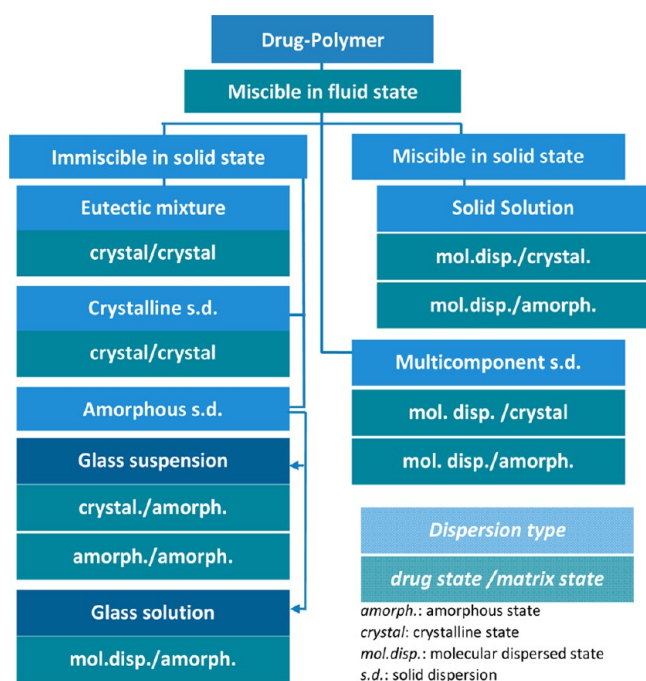 Drug-Polymer
Miscible in fluid state
Immiscible in solid state
Eutectic mixture
crystal/crystal
Crystalline s.d.
crystal/crystal
Amorphous s.d.
Glass suspension
crystal./amorph.
amorph./amorph.
Glass solution
mol.disp./amorph.
Miscible in solid state
Solid Solution
mol.disp./crystal.
mol.disp./amorph.
Multicomponent s.d.
mol. disp. /crystal
mol. disp./amorph.
Dispersion type
drug state /matrix state
amorph.: amorphous state
crystal: crystalline state
mol.disp.: molecular dispersed state
s.d.: solid dispersion